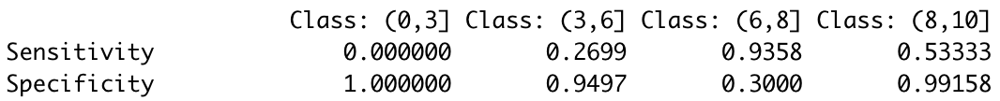 Class: (0,3] Class: (3,6] Class: (6,8] Class: (8,10]
Sensitivity 0.000000 0.2699 0.9358 0.53333
Specificity 1.000000 0.9497 0.3000 0.99158